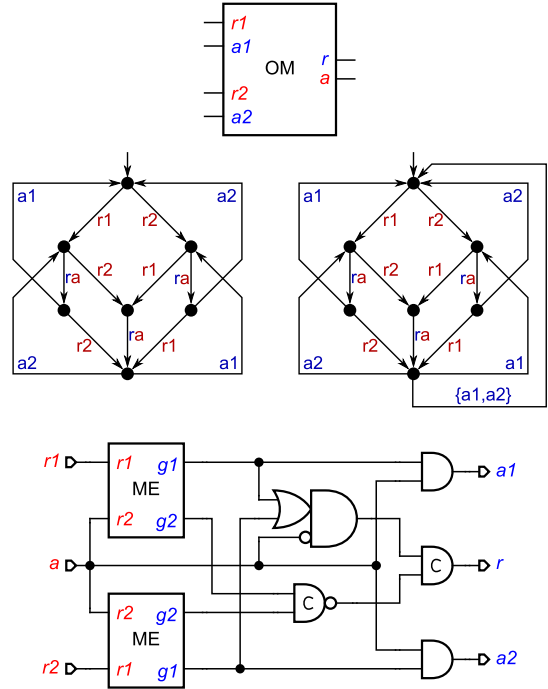 r1
a1
OM
r
a
r2
a2
a1 a2 a1 a2
r1 r2 r1 r2
ra r2 r1 ra ra r2 r1 ra
ra ra
r2 r1 r2 r1
a2 a1 a2 a1
{a1,a2}
r1 r1 g1 a1
ME
r2 g2
a C r
C
r2 g2
ME
r2 r1 g1 a2